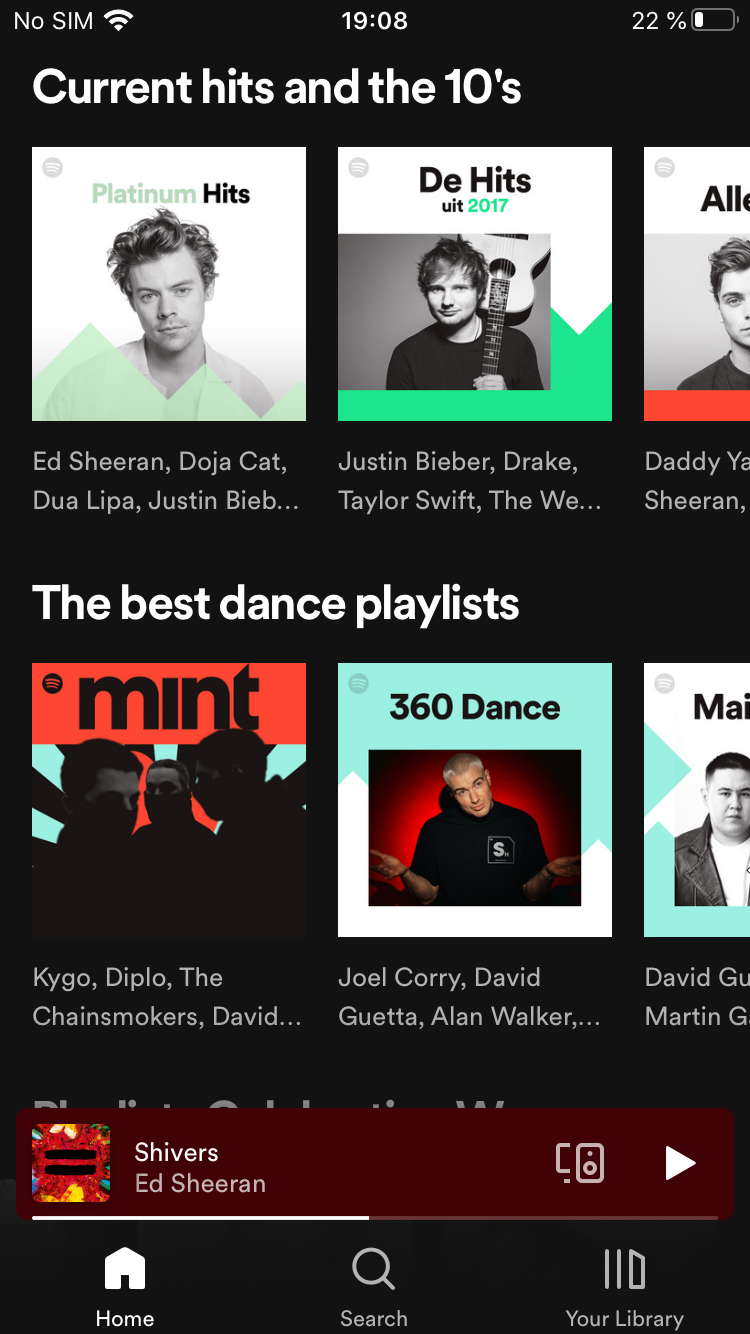 No SIM 19:08 22 %
Current hits and the 10's
Platinum Hits
De Hits
uit 2017
Ed Sheeran, Doja Cat,
Dua Lipa, Justin Bieb...
Justin Bieber, Drake,
Taylor Swift, The We...
Daddy Ya
Sheeran,
The best dance playlists
mint
360 Dance
Mai
Kygo, Diplo, The
Chainsmokers, David...
Joel Corry, David
Guetta, Alan Walker,...
David Gu
Martin Ga
Shivers
Ed Sheeran
Home
Search
Your Library